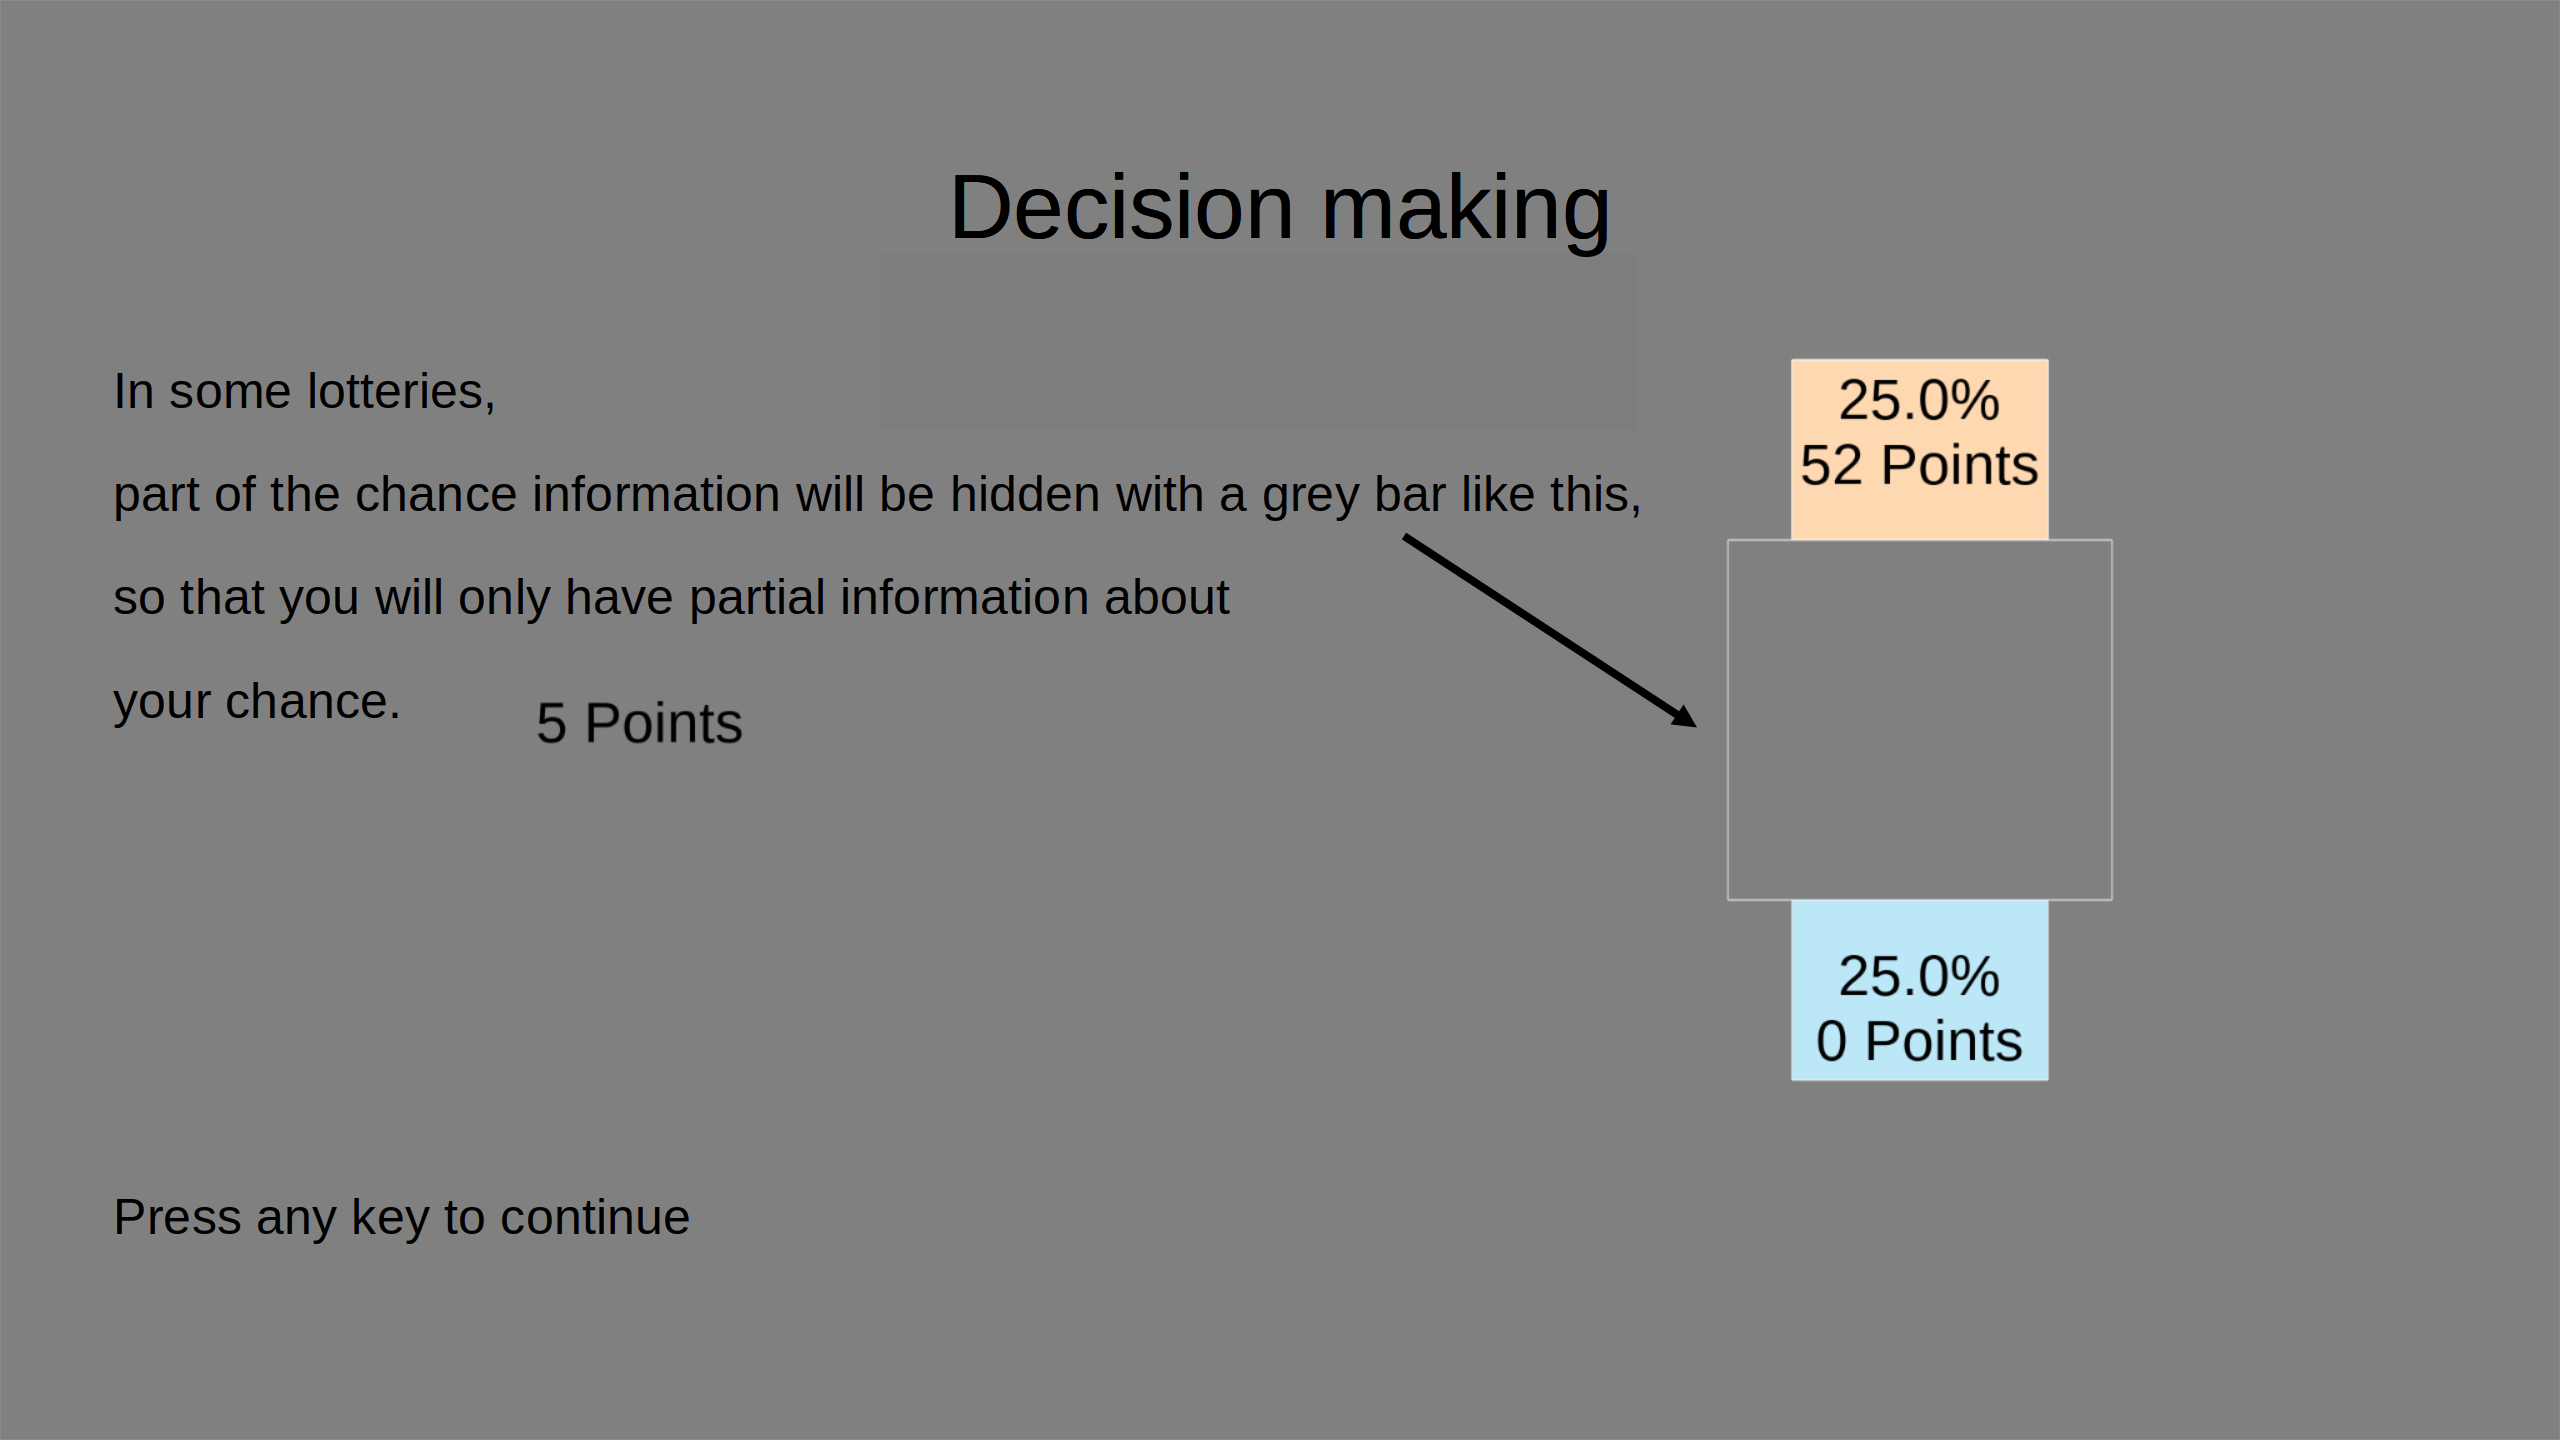 Decision making
In some lotteries,
part of the chance information will be hidden with a grey bar like this,
so that you will only have partial information about
your chance.
5 Points
25.0%
52 Points
25.0%
0 Points
Press any key to continue